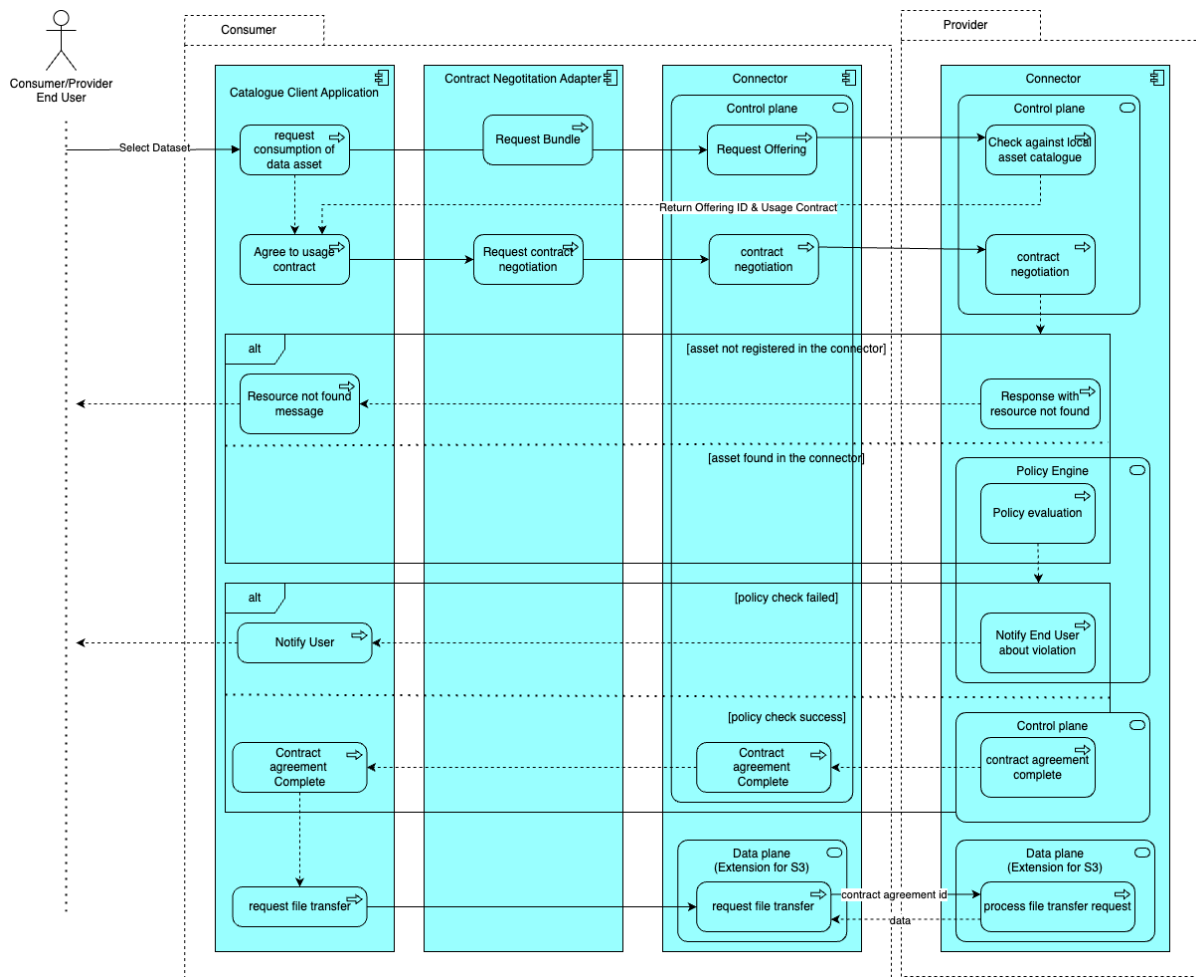 Consumer
Provider
Consumer/Provider
End User
Catalogue Client Application
Contract Negotitation Adapter
Connector
Connector
Control plane
Control plane
Select Dataset
request
consumption of
data asset
Request Bundle
Request Offering
Check against local
asset catalogue
Return Offering ID & Usage Contract
Agree to usage
contract
Request contract
negotiation
contract
negotiation
contract
negotiation
alt
[asset not registered in the connector]
Resource not found
message
Response with
resource not found
[asset found in the connector]
Policy Engine
Policy evaluation
alt
[policy check failed]
Notify User
Notify End User
about violation
[policy check success]
Control plane
Contract
agreement
Complete
Contract
agreement
Complete
contract agreement
complete
Data plane
(Extension for S3)
Data plane
(Extension for S3)
request file transfer
request file transfer
contract agreement id
process file transfer request
data